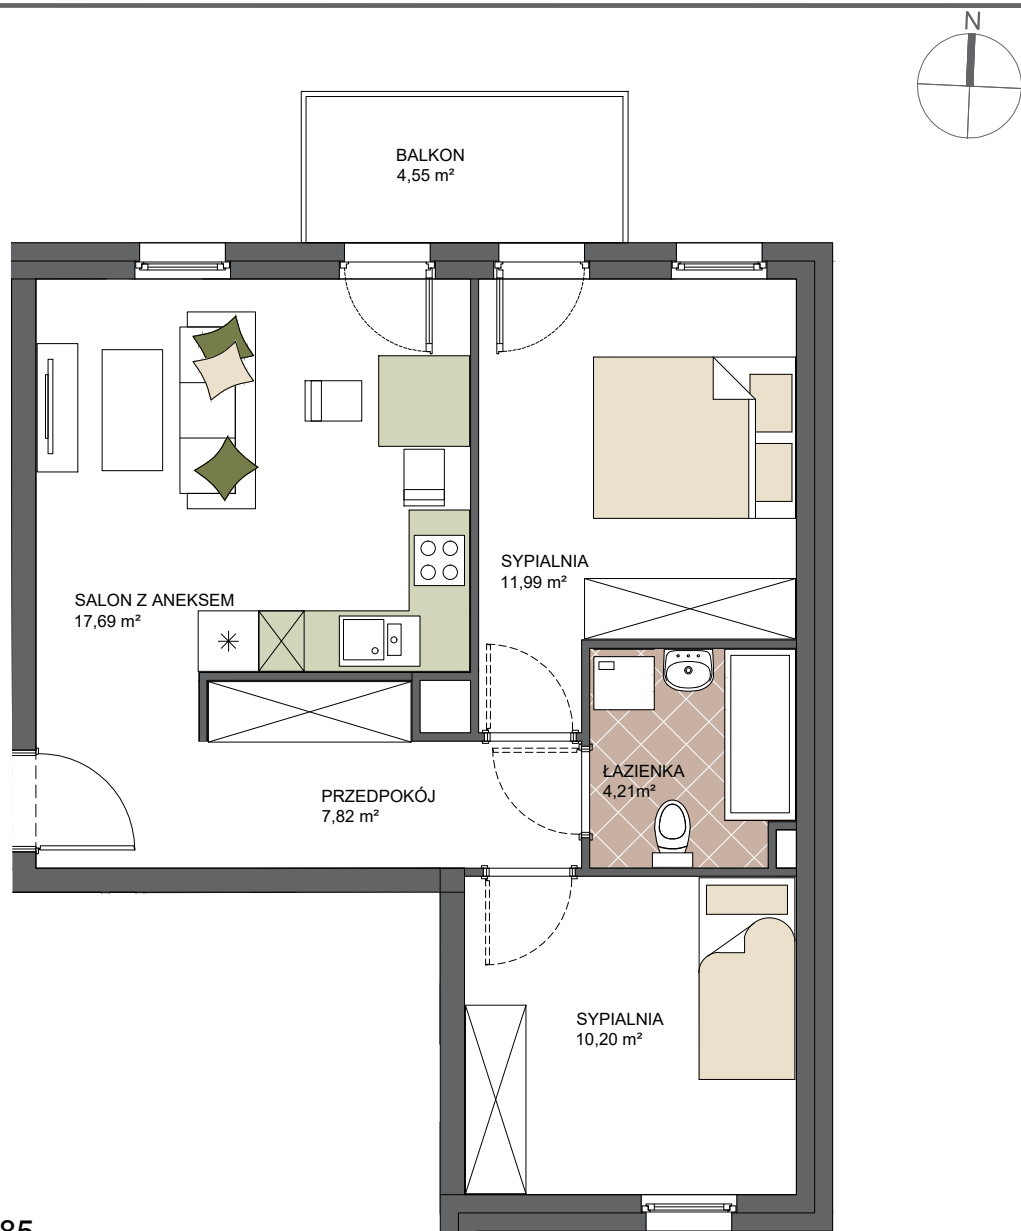 N
BALKON
4,55 m²
SYPIALNIA
11,99 m²
SALON Z ANEKSEM
17,69 m²
ŁAZIENKA
4,21m²
PRZEDPOKÓJ
7,82 m²
SYPIALNIA
10,20 m²
85